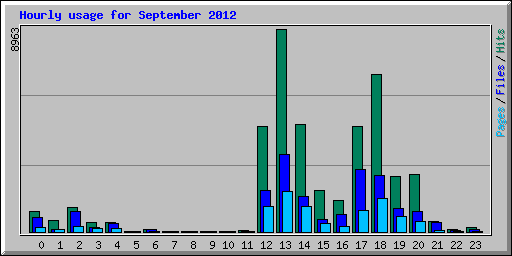 Hourly usage for September 2012
8963
Pages/Files/Hits
0 1 2 3 4 5 6 7 8 9 10 11 12 13 14 15 16 17 18 19 20 21 22 23